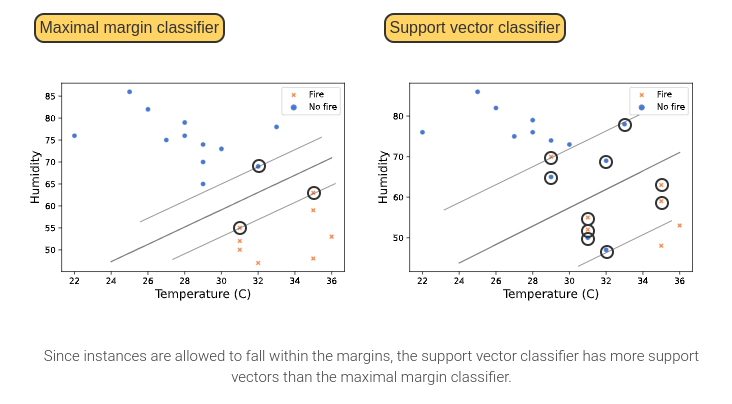 Maximal margin classifier
Support vector classifier
Fire
No fire
85
80
75
70
65
60
55
50
Humidity
22 24 26 28 30 32 34 36
Temperature (C)
Fire
No fire
80
70
60
50
Humidity
22 24 26 28 30 32 34 36
Temperature (C)
Since instances are allowed to fall within the margins, the support vector classifier has more support
vectors than the maximal margin classifier.